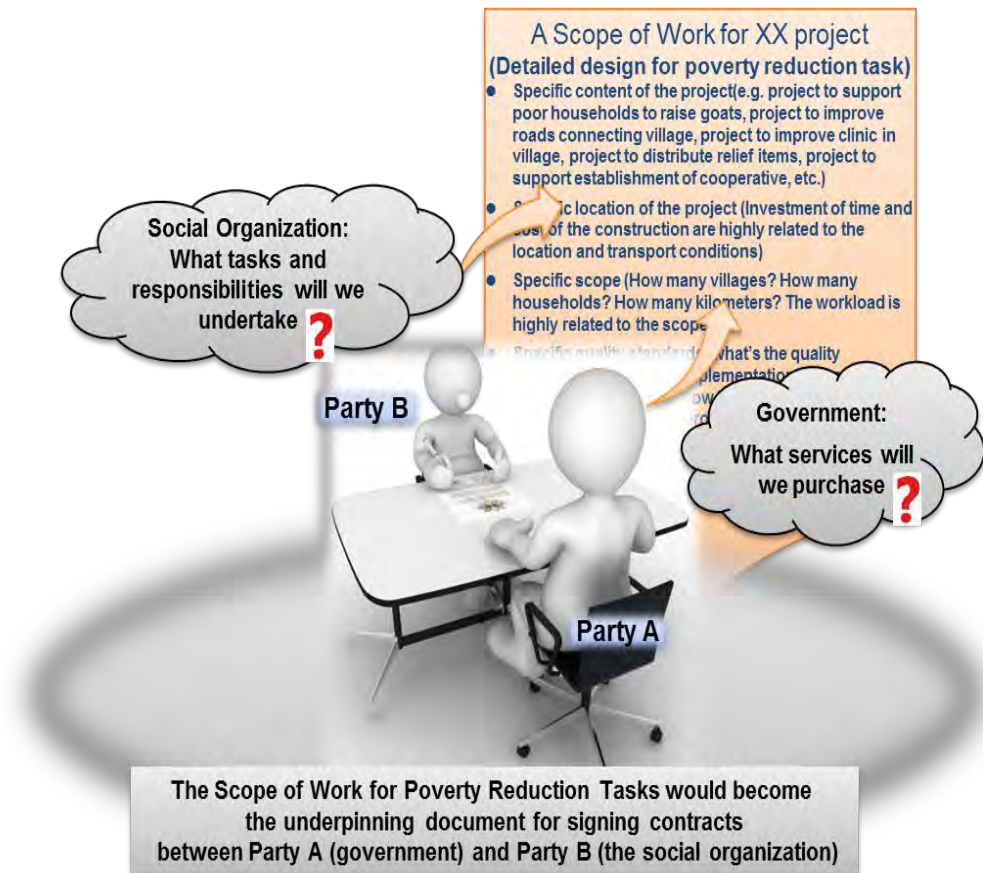 A Scope of Work for XX project
(Detailed design for poverty reduction task)
● Specific content of the project(e.g. project to support
poor households to raise goats, project to improve
roads connecting village, project to improve clinic in
village, project to distribute relief items, project to
support establishment of cooperative, etc.)
● location of the project (Investment of time and
of the construction are highly related to the
location and transport conditions)
● Specific scope (How many villages? How many
households? How many kilometers? The workload is
highly related to the scope
● Specific quality standards what's the quality
Social Organization:
What tasks and
responsibilities will we
undertake ?
Party B
Government:
What services will
we purchase ?
Party A
The Scope of Work for Poverty Reduction Tasks would become
the underpinning document for signing contracts
between Party A (government) and Party B (the social organization)